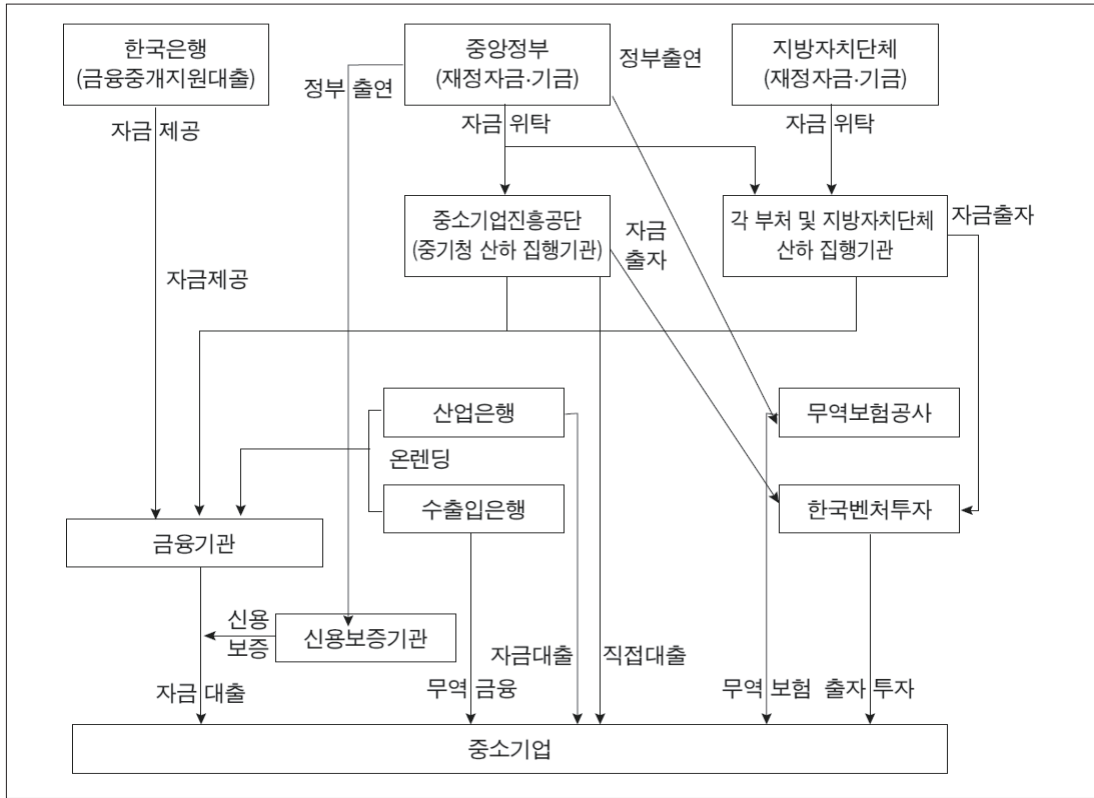 한국은행
(금융중개지원대출)
중앙정부
(재정자금·기금)
지방자치단체
(재정자금·기금)
정부 출연
정부출연
자금 제공
자금 위탁
자금 위탁
중소기업진흥공단
(중기청 산하 집행기관)
각 부처 및 지방자치단체
산하 집행기관
자금
출자
자금출자
자금제공
산업은행
무역보험공사
온렌딩
수출입은행
한국벤처투자
금융기관
신용
보증
신용보증기관
자금대출
직접대출
자금 대출
무역 금융
무역 보험
출자 투자
중소기업